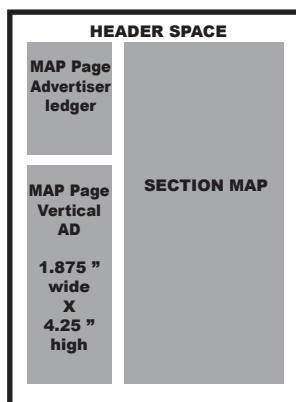 HEADER SPACE
MAP Page
Advertiser
ledger
MAP Page
Vertical
AD
1.875 ”
wide
X
4.25 ”
high
SECTION MAP